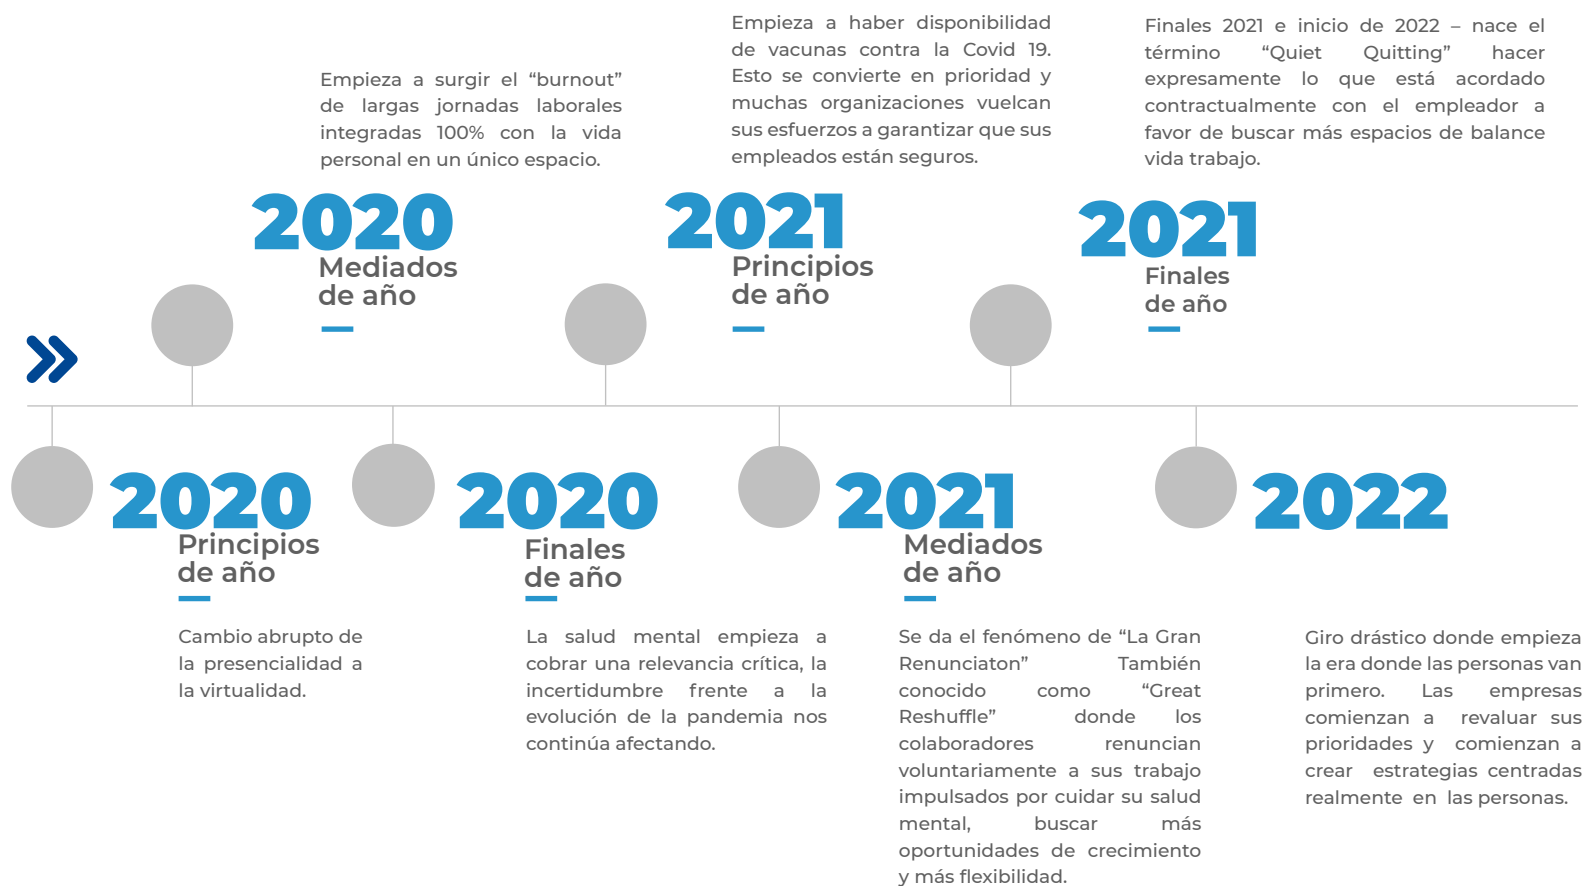 Empieza a surgir el “burnout”
de largas jornadas laborales
integradas 100% con la vida
personal en un único espacio.
2020
Mediados
de año
Empieza a haber disponibilidad
de vacunas contra la Covid 19.
Esto se convierte en prioridad y
muchas organizaciones vuelcan
sus esfuerzos a garantizar que sus
empleados están seguros.
2021
Principios
de año
Finales 2021 e inicio de 2022 – nace el
término “Quiet Quitting” hacer
expresamente lo que está acordado
contractualmente con el empleador a
favor de buscar más espacios de balance
vida trabajo.
2021
Finales
de año
2020
Principios
de año
Cambio abrupto de
la presencialidad a
la virtualidad.
2020
Finales
de año
La salud mental empieza a
cobrar una relevancia crítica, la
incertidumbre frente a la
evolución de la pandemia nos
continúa afectando.
2021
Mediados
de año
Se da el fenómeno de “La Gran
Renunciaton” También
conocido como “Great
Reshuffle” donde los
colaboradores renuncian
voluntariamente a sus trabajo
impulsados por cuidar su salud
mental, buscar más
oportunidades de crecimiento
y más flexibilidad.
2022
Giro drástico donde empieza
la era donde las personas van
primero. Las empresas
comienzan a revaluar sus
prioridades y comienzan a
crear estrategias centradas
realmente en las personas.